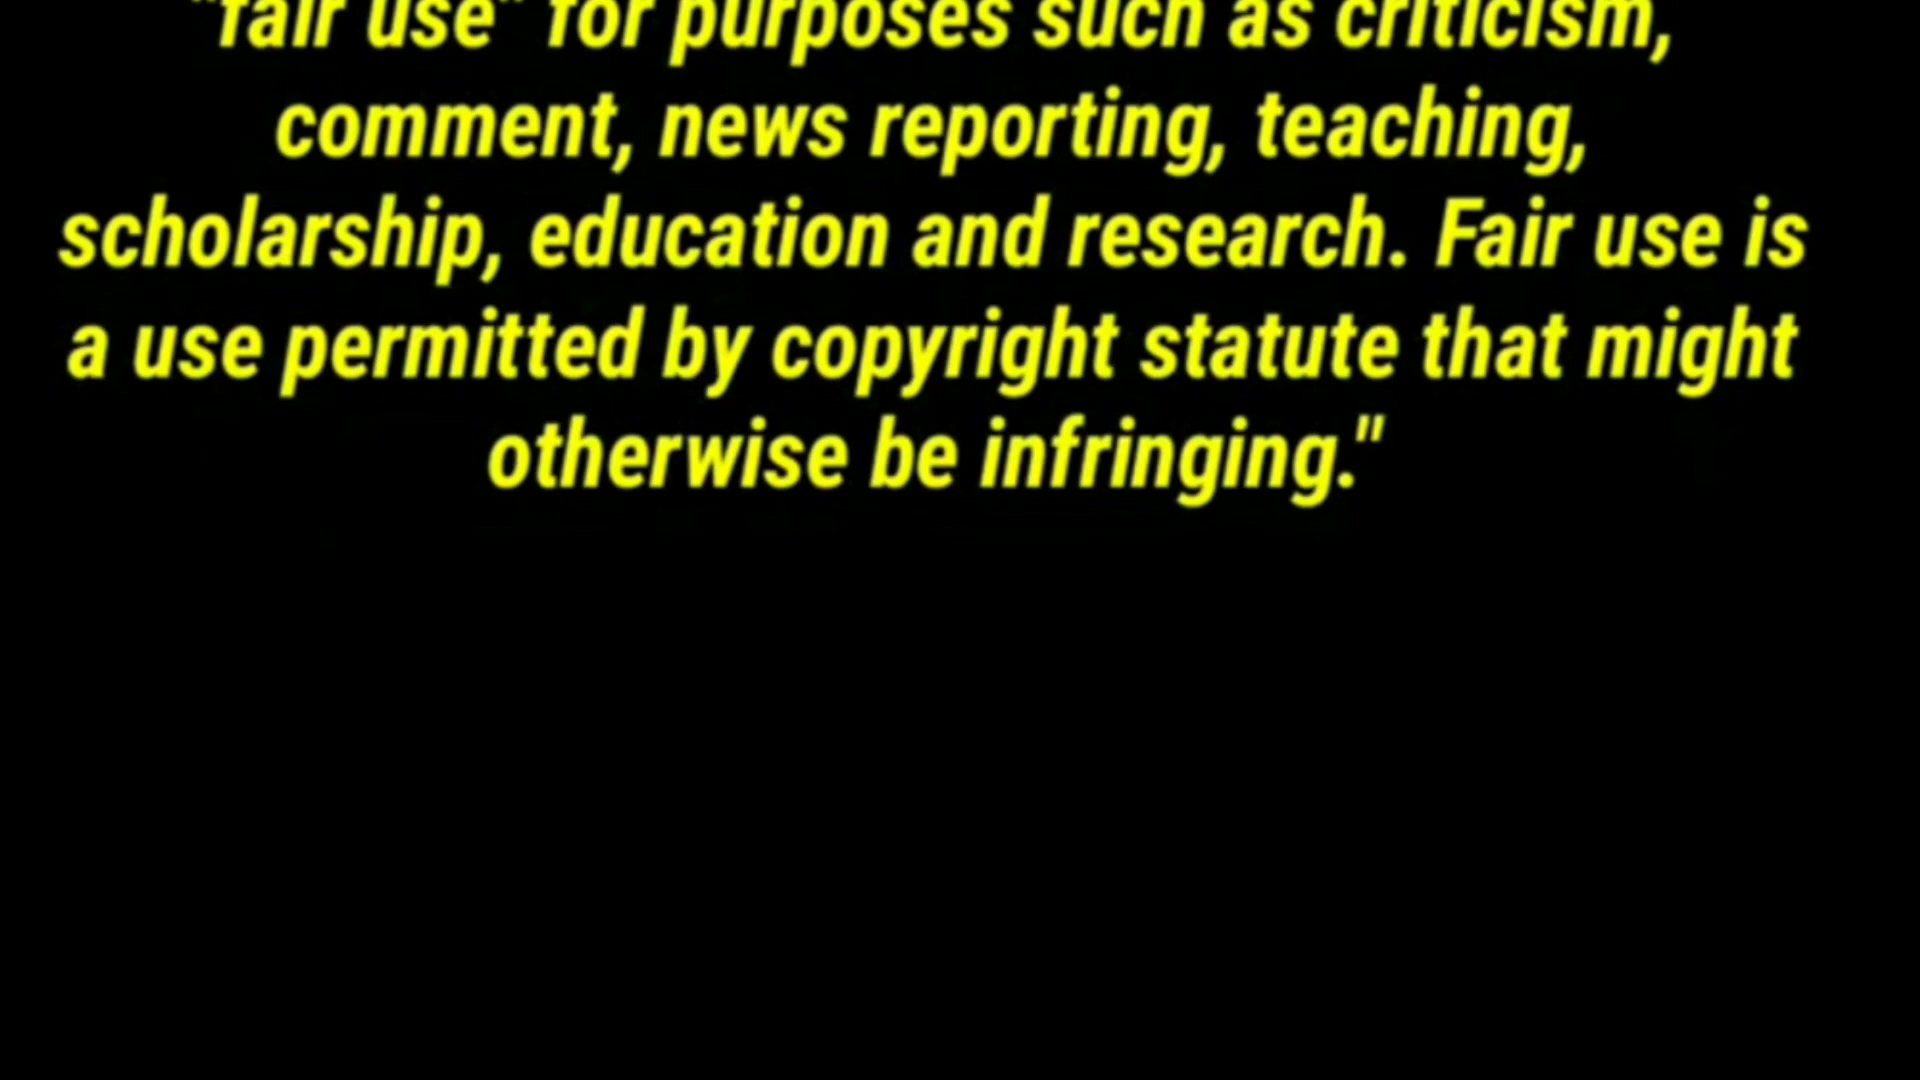 "fair use" for purposes such as criticism,
comment, news reporting, teaching,
scholarship, education and research. Fair use is
a use permitted by copyright statute that might
otherwise be infringing."